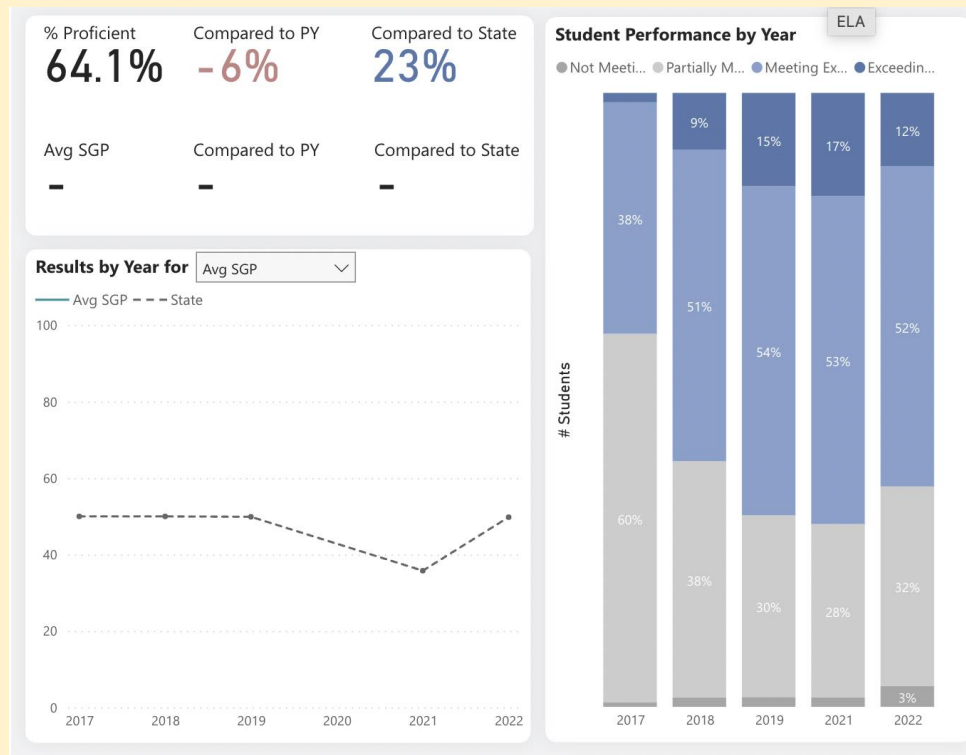 % Proficient Compared to PY Compared to State
64.1% -6% 23%
Avg SGP Compared to PY Compared to State
- - -
Results by Year for Avg SGP
Avg SGP State
100
80
60
40
20
0
2017 2018 2019 2020 2021 2022
ELA
Student Performance by Year
Not Meeti... Partially M... Meeting Ex... Exceedin...
# Students
9% 15% 17% 12%
38% 51% 54% 53% 52%
60% 38% 30% 28% 32%
3%
2017 2018 2019 2021 2022